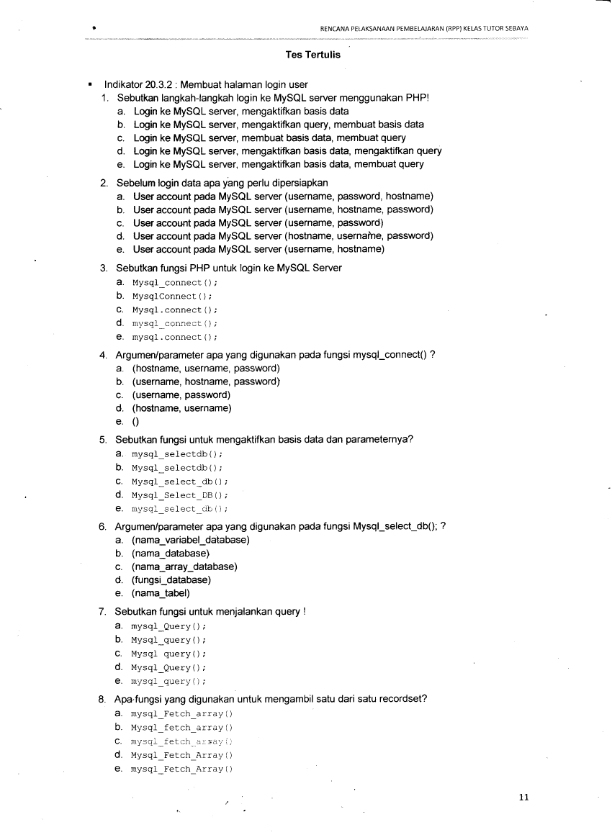 RENCANA PELAKSANAAN PEMBELAJARAN (RPP) KELAS TUTOR SEBAYA
Tes Tertulis
▪ Indikator 20.3.2 : Membuat halaman login user
1. Sebutkan langkah-langkah login ke MySQL server menggunakan PHP!
a. Login ke MySQL server, mengaktifkan basis data
b. Login ke MySQL server, mengaktifkan query, membuat basis data
c. Login ke MySQL server, membuat basis data, membuat query
d. Login ke MySQL server, mengaktifkan basis data, mengaktifkan query
e. Login ke MySQL server, mengaktifkan basis data, membuat query
2. Sebelum login data apa yang perlu dipersiapkan
a. User account pada MySQL server (username, password, hostname)
b. User account pada MySQL server (username, hostname, password)
c. User account pada MySQL server (username, password)
d. User account pada MySQL server (hostname, username, password)
e. User account pada MySQL server (username, hostname)
3. Sebutkan fungsi PHP untuk login ke MySQL Server
a. Mysql_connect();
b. MysqlConnect();
c. Mysql.connect();
d. mysql_connect();
e. mysql.connect();
4. Argumen/parameter apa yang digunakan pada fungsi mysql_connect() ?
a. (hostname, username, password)
b. (username, hostname, password)
c. (username, password)
d. (hostname, username)
e. ()
5. Sebutkan fungsi untuk mengaktifkan basis data dan parameternya?
a. mysql_selectdb();
b. Mysql_selectdb();
c. Mysql_select_db();
d. Mysql_Select_DB();
e. mysql_select_db();
6. Argumen/parameter apa yang digunakan pada fungsi Mysql_select_db(); ?
a. (nama_variabel_database)
b. (nama_database)
c. (nama_array_database)
d. (fungsi_database)
e. (nama_tabel)
7. Sebutkan fungsi untuk menjalankan query !
a. mysql_Query();
b. Mysql_query();
c. Mysql query();
d. Mysql_Query();
e. mysql_query();
8. Apa fungsi yang digunakan untuk mengambil satu dari satu recordset?
a. mysql_Fetch_array()
b. Mysql_fetch_array()
c. mysql_fetch_array()
d. Mysql_Fetch_Array()
e. mysql_Fetch_Array()
11